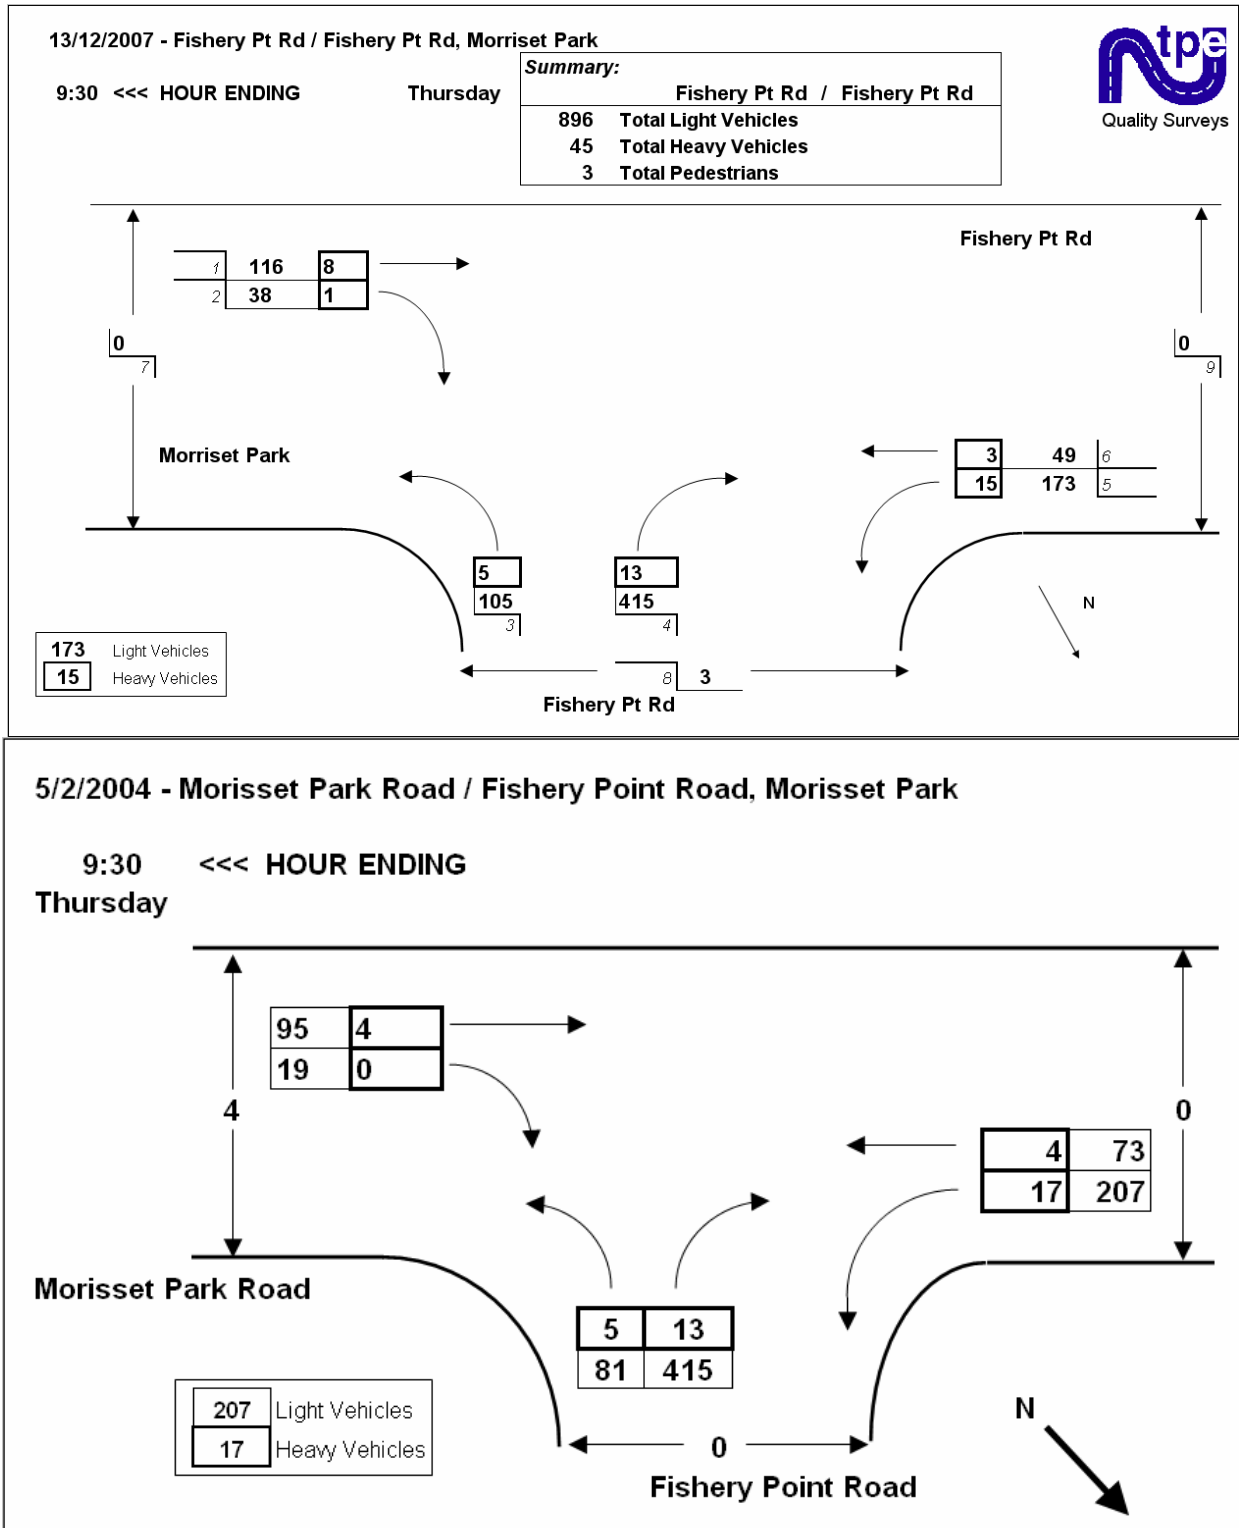 13/12/2007 - Fishery Pt Rd / Fishery Pt Rd, Morriset Park
9:30 <<< HOUR ENDING Thursday
Summary:
Fishery Pt Rd / Fishery Pt Rd
896 Total Light Vehicles
45 Total Heavy Vehicles
3 Total Pedestrians
tpe
Quality Surveys
Fishery Pt Rd
1 116 8
2 38 1
0
7
0
9
Morriset Park
3 49 6
15 173 5
5
105
3
13
415
4
N
173 Light Vehicles
15 Heavy Vehicles
8 3
Fishery Pt Rd
5/2/2004 - Morisset Park Road / Fishery Point Road, Morisset Park
9:30 <<< HOUR ENDING
Thursday
95 4
19 0
4
0
4 73
17 207
Morisset Park Road
5 13
81 415
207 Light Vehicles
17 Heavy Vehicles
N
0
Fishery Point Road